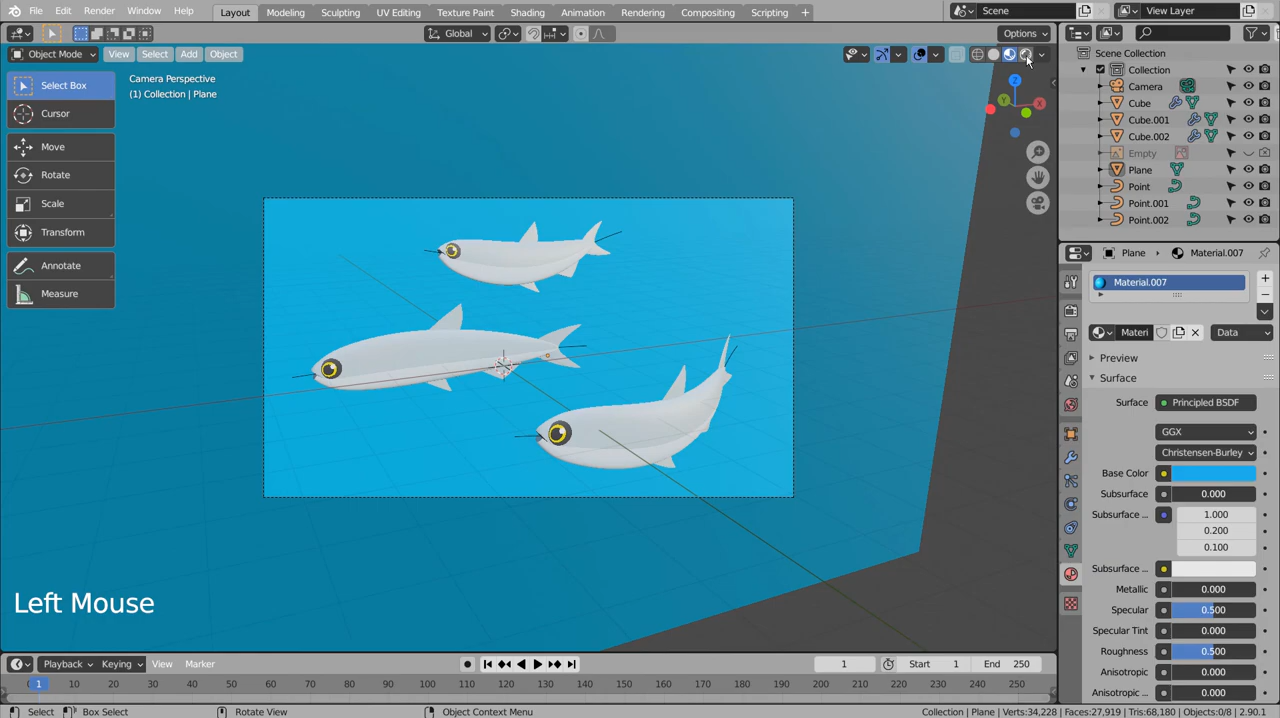 File Edit Render Window Help Layout Modeling Sculpting UV Editing Texture Paint Shading Animation Rendering Compositing Scripting + Scene View Layer
Global Options
Object Mode View Select Add Object
Select Box
Cursor
Move
Rotate
Scale
Transform
Annotate
Measure
Camera Perspective
(1) Collection | Plane
Z
Y
X
Scene Collection
Collection
Camera
Cube
Cube.001
Cube.002
Empty
Plane
Point
Point.001
Point.002
Plane Material.007
Material.007
Materi Data
Preview
Surface
Surface Principled BSDF
GGX
Christensen-Burley
Base Color
Subsurface 0.000
Subsurface ... 1.000
0.200
0.100
Subsurface ...
Metallic 0.000
Specular 0.500
Specular Tint 0.000
Roughness 0.500
Anisotropic 0.000
Anisotropic ... 0.000
Left Mouse
Playback Keying View Marker 1 Start 1 End 250
1 10 20 30 40 50 60 70 80 90 100 110 120 130 140 150 160 170 180 190 200 210 220 230 240 250
Select Box Select Rotate View Object Context Menu Collection | Plane | Verts:34,228 | Faces:27,919 | Tris:68,180 | Objects:0/8 | 2.90.1